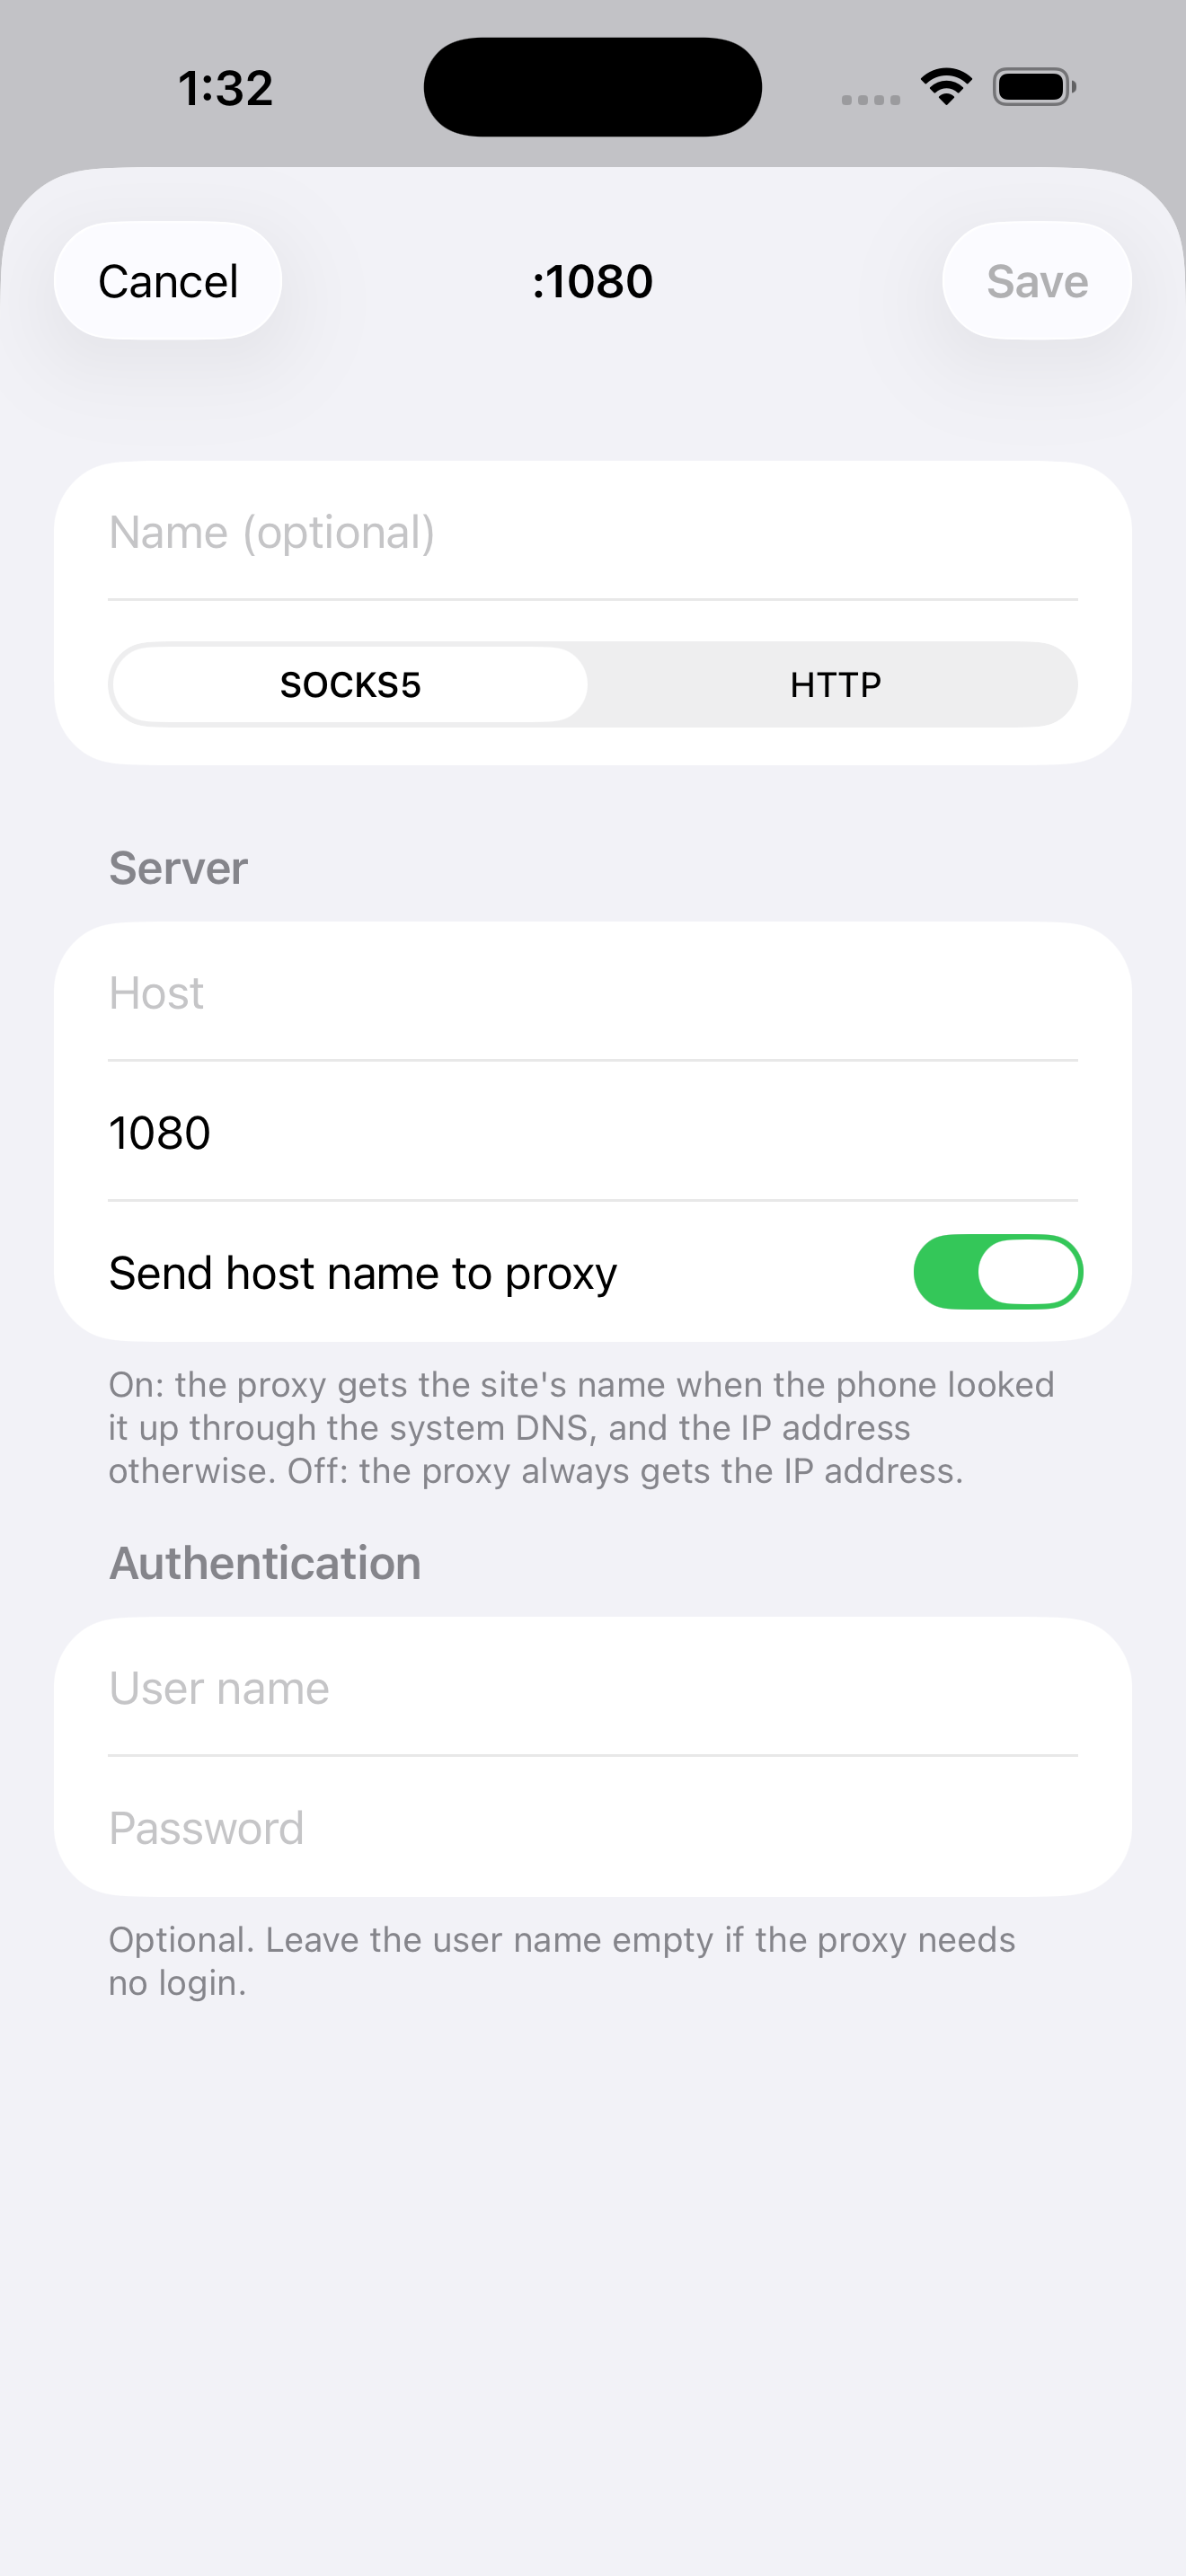 1:32
Cancel
:1080
Save
Name (optional)
SOCKS5
HTTP
Server
Host
1080
Send host name to proxy
On: the proxy gets the site's name when the phone looked
it up through the system DNS, and the IP address
otherwise. Off: the proxy always gets the IP address.
Authentication
User name
Password
Optional. Leave the user name empty if the proxy needs
no login.